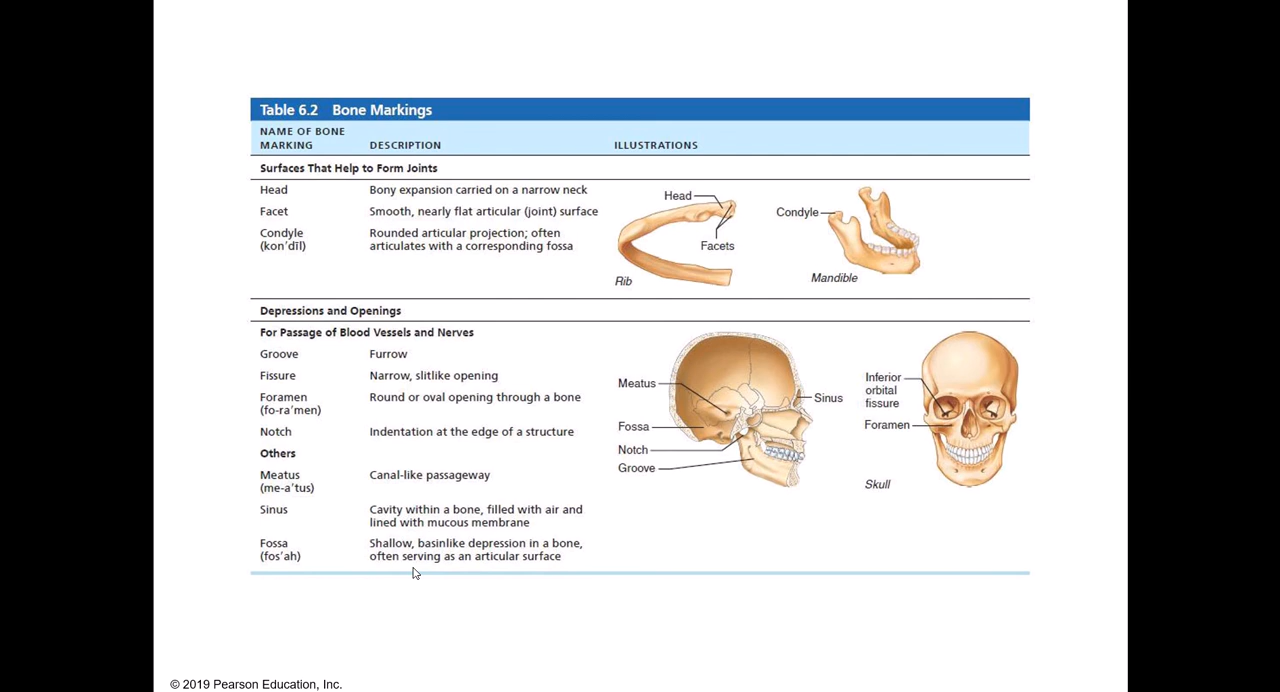 Table 6.2 Bone Markings
NAME OF BONE
MARKING DESCRIPTION ILLUSTRATIONS
Surfaces That Help to Form Joints
Head Bony expansion carried on a narrow neck
Facet Smooth, nearly flat articular (joint) surface
Condyle Rounded articular projection; often
(kon′dīl) articulates with a corresponding fossa
Head
Facets
Rib
Condyle
Mandible
Depressions and Openings
For Passage of Blood Vessels and Nerves
Groove Furrow
Fissure Narrow, slitlike opening
Foramen Round or oval opening through a bone
(fo-ra′men)
Notch Indentation at the edge of a structure
Others
Meatus Canal-like passageway
(me-a′tus)
Sinus Cavity within a bone, filled with air and
lined with mucous membrane
Fossa Shallow, basinlike depression in a bone,
(fos′ah) often serving as an articular surface
Meatus
Fossa
Notch
Groove
Sinus
Inferior
orbital
fissure
Foramen
Skull
© 2019 Pearson Education, Inc.